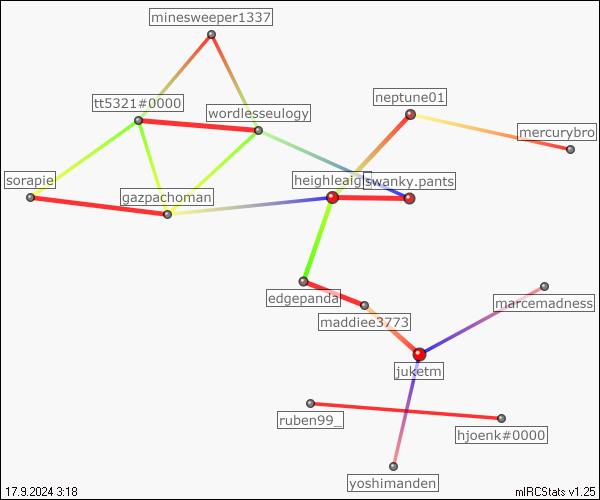 minesweeper1337
tt5321#0000
wordlesseulogy
neptune01
mercurybro
sorapie
gazpachoman
swanky.pants
edgepanda
maddiee3773
marcemadness
juketm
ruben99_
hjoenk#0000
yoshimanden
17.9.2024 3:18
mIRCStats v1.25